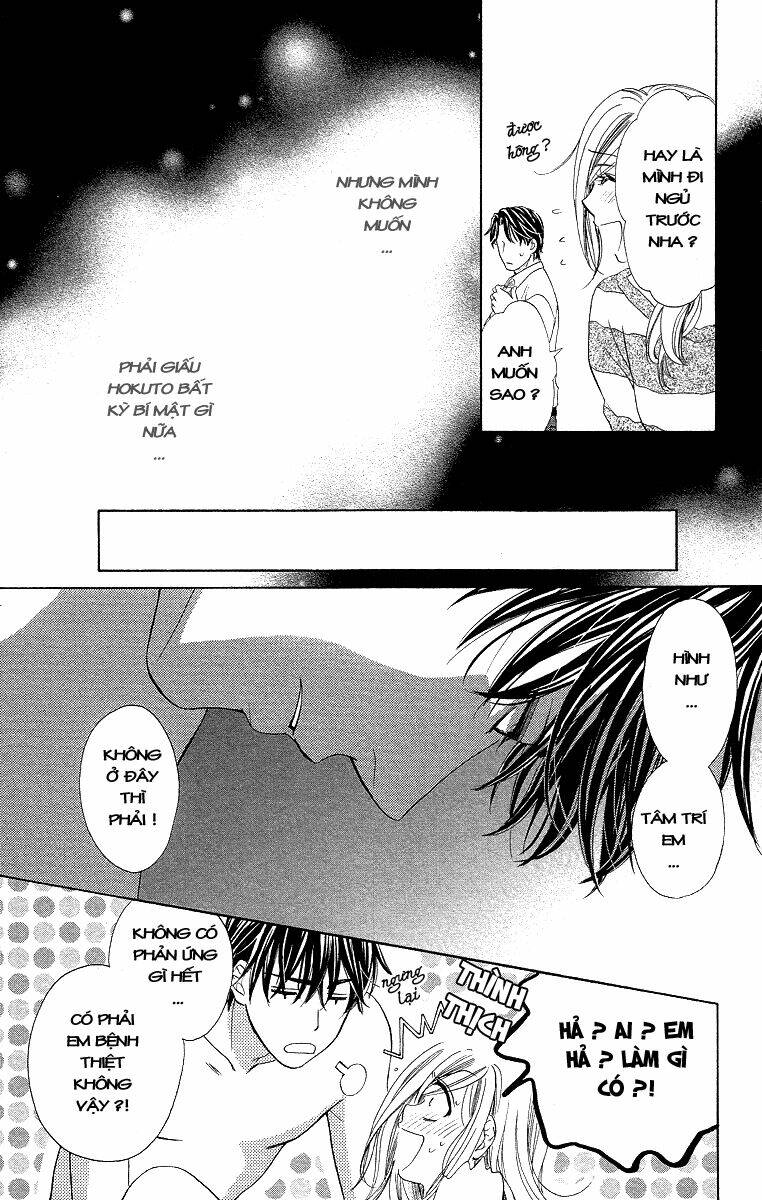 HAY LÀ
MÌNH ĐI
NGỦ
TRƯỚC
NHA ?
được
hông ?
ANH
MUỐN
SAO ?
NHƯNG MÌNH
KHÔNG
MUỐN
...
PHẢI GIẤU
HOKUTO BẤT
KỲ BÍ MẬT GÌ
NỮA
...
HÌNH
NHƯ
...
TÂM TRÍ
EM
...
KHÔNG
Ở ĐÂY
THÌ
PHẢI !
THÌNH
THỊCH
HẢ ? AI ? EM
HẢ ? LÀM GÌ
CÓ ?!
ngưng
lại
KHÔNG CÓ
PHẢN ỨNG
GÌ HẾT
...
CÓ PHẢI
EM BỆNH
THIỆT
KHÔNG
VẬY ?!